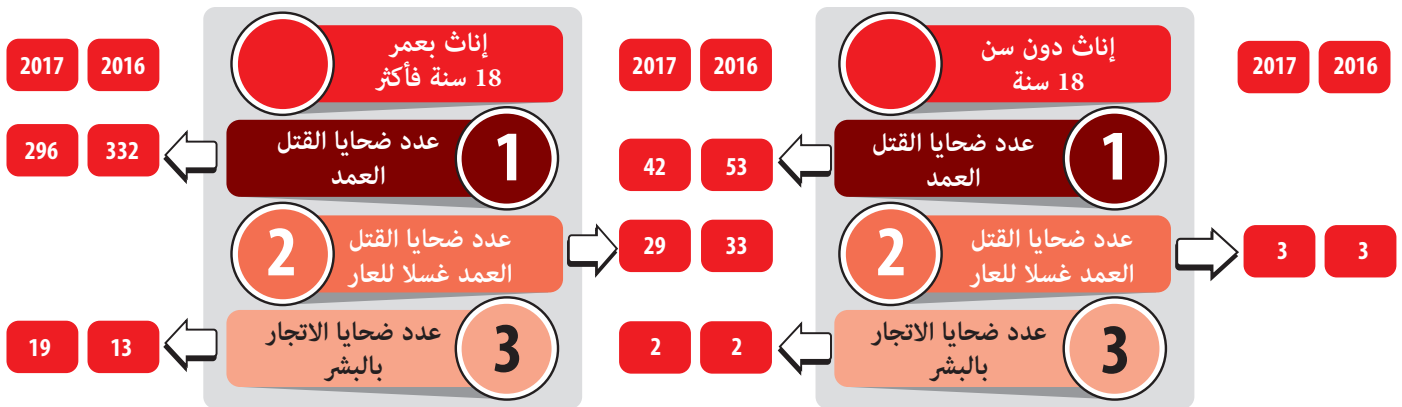 2016 2017
إناث دون سن
18 سنة
1
عدد ضحايا القتل
العمد
53 42
2
عدد ضحايا القتل
العمد غسلا للعار
3 3
3
عدد ضحايا الاتجار
بالبشر
2 2
2016 2017
إناث بعمر
18 سنة فأكثر
2016 2017
1
عدد ضحايا القتل
العمد
332 296
2
عدد ضحايا القتل
العمد غسلا للعار
33 29
3
عدد ضحايا الاتجار
بالبشر
13 19